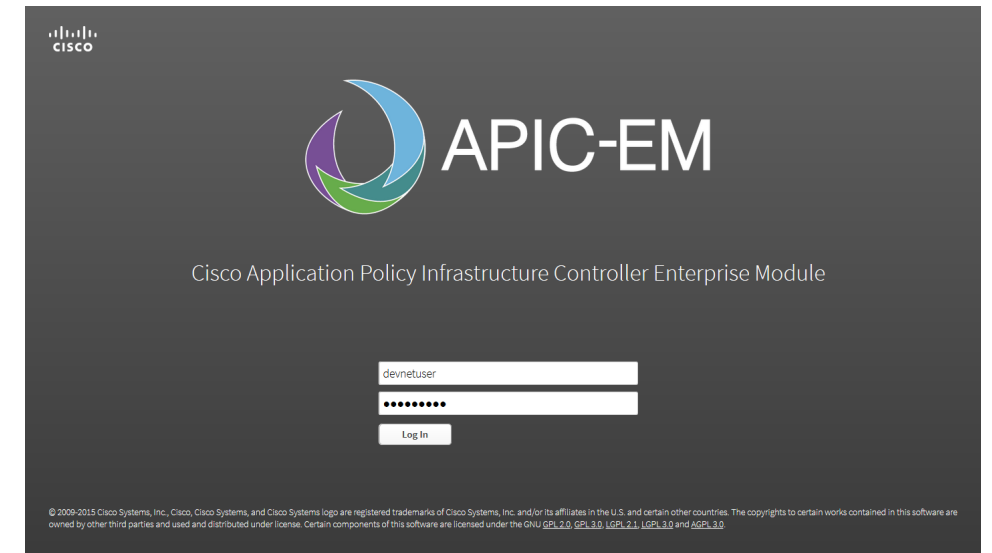 CISCO
APIC-EM
Cisco Application Policy Infrastructure Controller Enterprise Module
devnetuser
•••••••••
Log In
© 2009-2015 Cisco Systems, Inc., Cisco, Cisco Systems, and Cisco Systems logo are registered trademarks of Cisco Systems, Inc. and/or its affiliates in the U.S. and certain other countries. The copyrights to certain works contained in this software are
owned by other third parties and used and distributed under license. Certain components of this software are licensed under the GNU GPL 2.0, GPL 3.0, LGPL 2.1, LGPL 3.0 and AGPL 3.0.